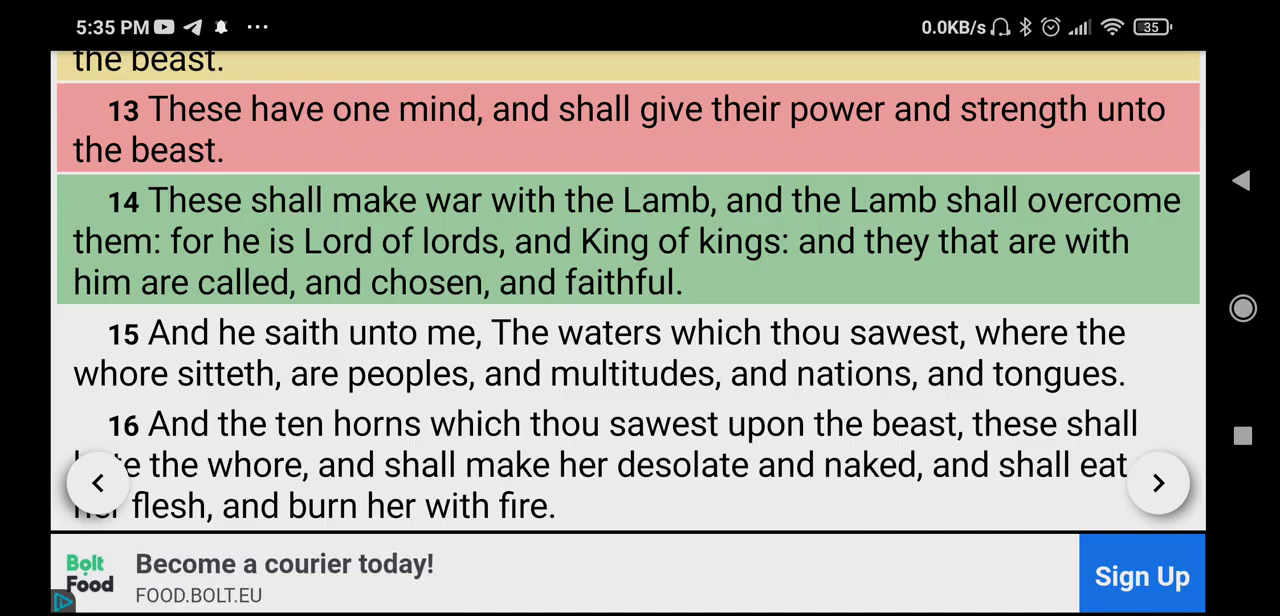 5:35 PM
0.0KB/s
35
the beast.
13 These have one mind, and shall give their power and strength unto
the beast.
14 These shall make war with the Lamb, and the Lamb shall overcome
them: for he is Lord of lords, and King of kings: and they that are with
him are called, and chosen, and faithful.
15 And he saith unto me, The waters which thou sawest, where the
whore sitteth, are peoples, and multitudes, and nations, and tongues.
16 And the ten horns which thou sawest upon the beast, these shall
the whore, and shall make her desolate and naked, and shall eat
flesh, and burn her with fire.
Bolt
Food
Become a courier today!
FOOD.BOLT.EU
Sign Up